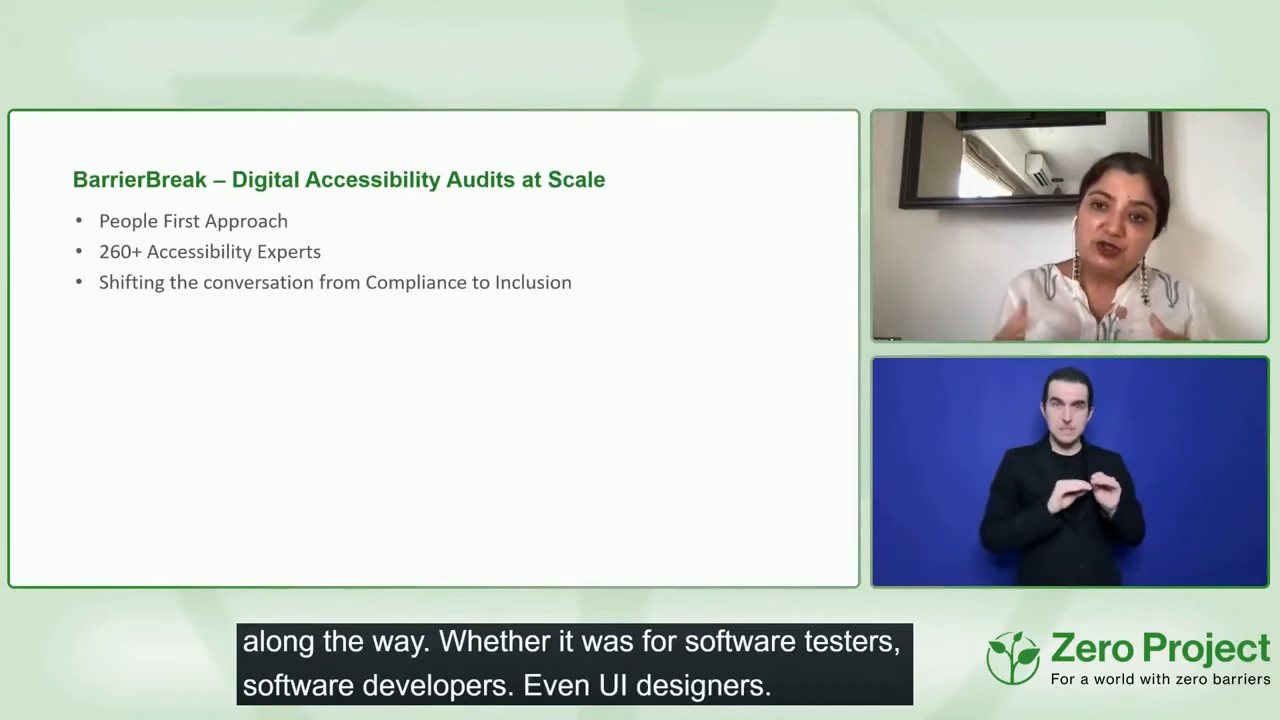 BarrierBreak – Digital Accessibility Audits at Scale
• People First Approach
• 260+ Accessibility Experts
• Shifting the conversation from Compliance to Inclusion
along the way. Whether it was for software testers,
software developers. Even UI designers.
Zero Project
For a world with zero barriers